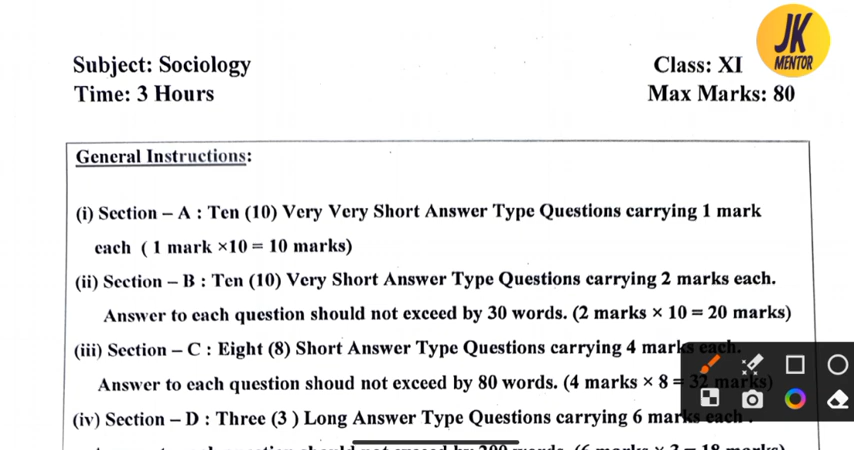 JK
MENTOR
Subject: Sociology Class: XI
Time: 3 Hours Max Marks: 80
General Instructions:
(i) Section – A : Ten (10) Very Very Short Answer Type Questions carrying 1 mark
each ( 1 mark ×10 = 10 marks)
(ii) Section – B : Ten (10) Very Short Answer Type Questions carrying 2 marks each.
Answer to each question should not exceed by 30 words. (2 marks × 10 = 20 marks)
(iii) Section – C : Eight (8) Short Answer Type Questions carrying 4 marks each.
Answer to each question shoud not exceed by 80 words. (4 marks × 8 = 32 marks)
(iv) Section – D : Three (3 ) Long Answer Type Questions carrying 6 marks each .